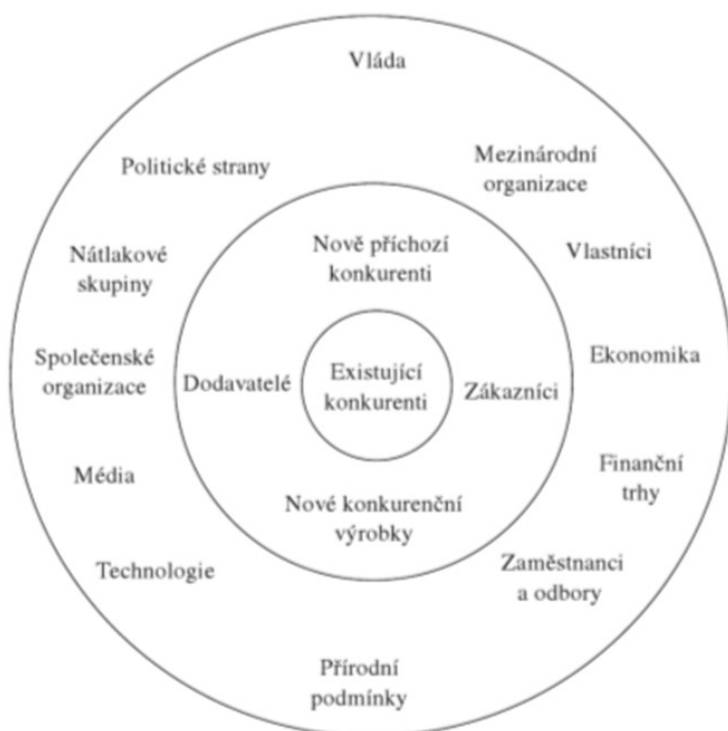 Vláda
Politické strany
Mezinárodní
organizace
Nátlakové
skupiny
Nově příchozí
konkurenti
Vlastníci
Společenské
organizace
Dodavatelé
Existující
konkurenti
Zákazníci
Ekonomika
Média
Nové konkurenční
výrobky
Finanční
trhy
Technologie
Zaměstnanci
a odbory
Přírodní
podmínky